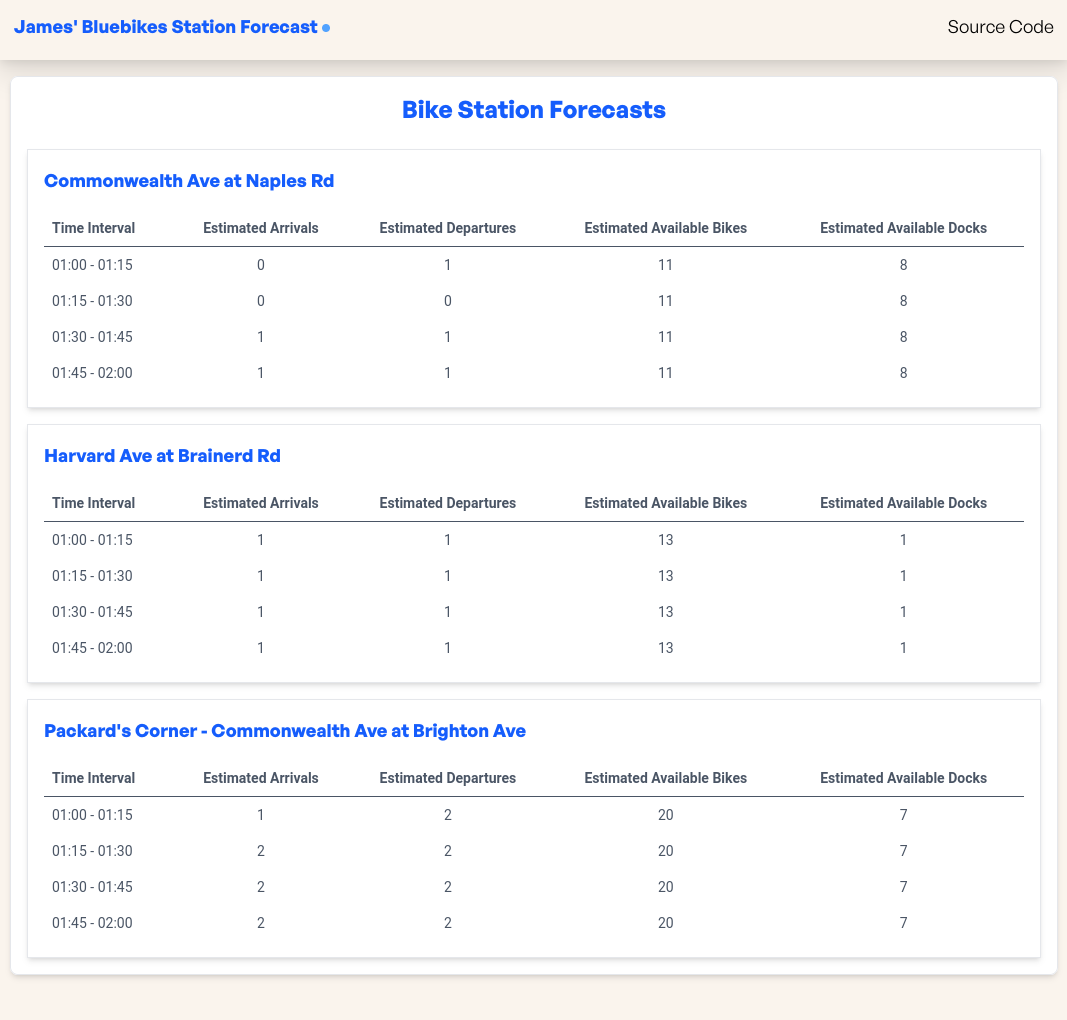 James' Bluebikes Station Forecast Source Code
Bike Station Forecasts
Commonwealth Ave at Naples Rd
Time Interval Estimated Arrivals Estimated Departures Estimated Available Bikes Estimated Available Docks
01:00 - 01:15 0 1 11 8
01:15 - 01:30 0 0 11 8
01:30 - 01:45 1 1 11 8
01:45 - 02:00 1 1 11 8
Harvard Ave at Brainerd Rd
Time Interval Estimated Arrivals Estimated Departures Estimated Available Bikes Estimated Available Docks
01:00 - 01:15 1 1 13 1
01:15 - 01:30 1 1 13 1
01:30 - 01:45 1 1 13 1
01:45 - 02:00 1 1 13 1
Packard's Corner - Commonwealth Ave at Brighton Ave
Time Interval Estimated Arrivals Estimated Departures Estimated Available Bikes Estimated Available Docks
01:00 - 01:15 1 2 20 7
01:15 - 01:30 2 2 20 7
01:30 - 01:45 2 2 20 7
01:45 - 02:00 2 2 20 7